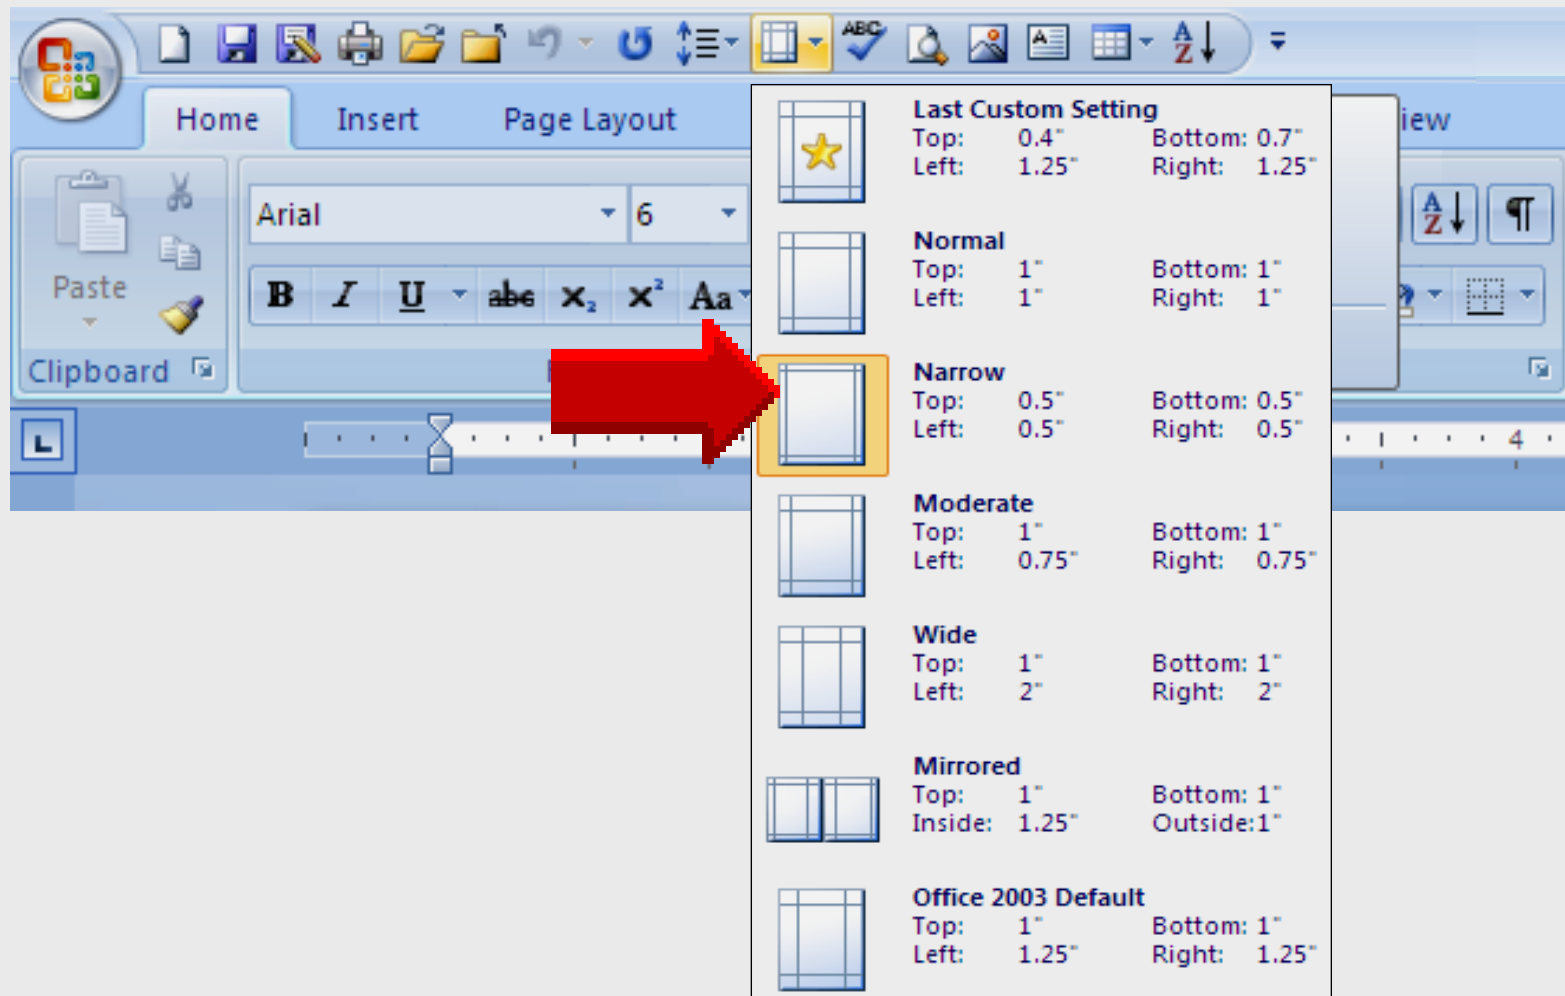 ABC
A
A
Z
Home Insert Page Layout
iew
Arial 6
A
Z
¶
Paste
B I U abc x₂ x² Aa
Clipboard
L
4
Last Custom Setting
Top: 0.4" Bottom: 0.7"
Left: 1.25" Right: 1.25"
Normal
Top: 1" Bottom: 1"
Left: 1" Right: 1"
Narrow
Top: 0.5" Bottom: 0.5"
Left: 0.5" Right: 0.5"
Moderate
Top: 1" Bottom: 1"
Left: 0.75" Right: 0.75"
Wide
Top: 1" Bottom: 1"
Left: 2" Right: 2"
Mirrored
Top: 1" Bottom: 1"
Inside: 1.25" Outside:1"
Office 2003 Default
Top: 1" Bottom: 1"
Left: 1.25" Right: 1.25"